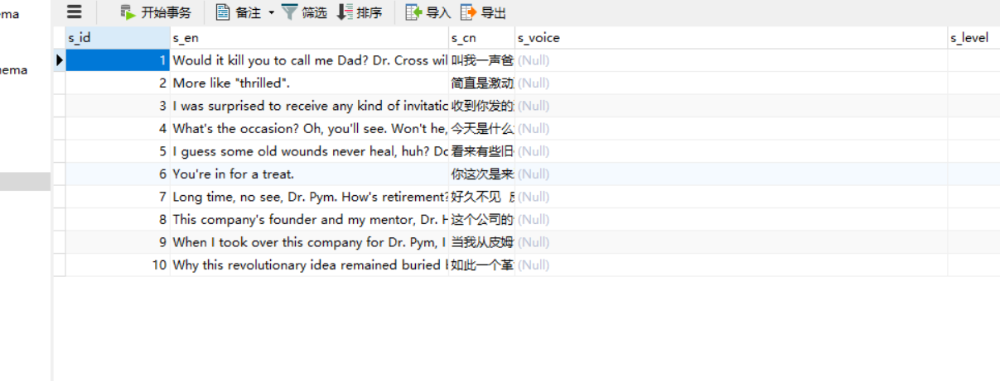 ema
开始事务 备注 筛选 排序 导入 导出
s_id s_en s_cn s_voice s_level
nema
1 Would it kill you to call me Dad? Dr. Cross wil 叫我一声爸 (Null)
2 More like "thrilled". 简直是激动 (Null)
3 I was surprised to receive any kind of invitatic 收到你发的 (Null)
4 What's the occasion? Oh, you'll see. Won't he, 今天是什么 (Null)
5 I guess some old wounds never heal, huh? Dc 看来有些旧 (Null)
6 You're in for a treat. 你这次是来 (Null)
7 Long time, no see, Dr. Pym. How's retirement? 好久不见 (Null)
8 This company's founder and my mentor, Dr. H 这个公司的 (Null)
9 When I took over this company for Dr. Pym, I 当我从皮姆 (Null)
10 Why this revolutionary idea remained buried 如此一个革 (Null)